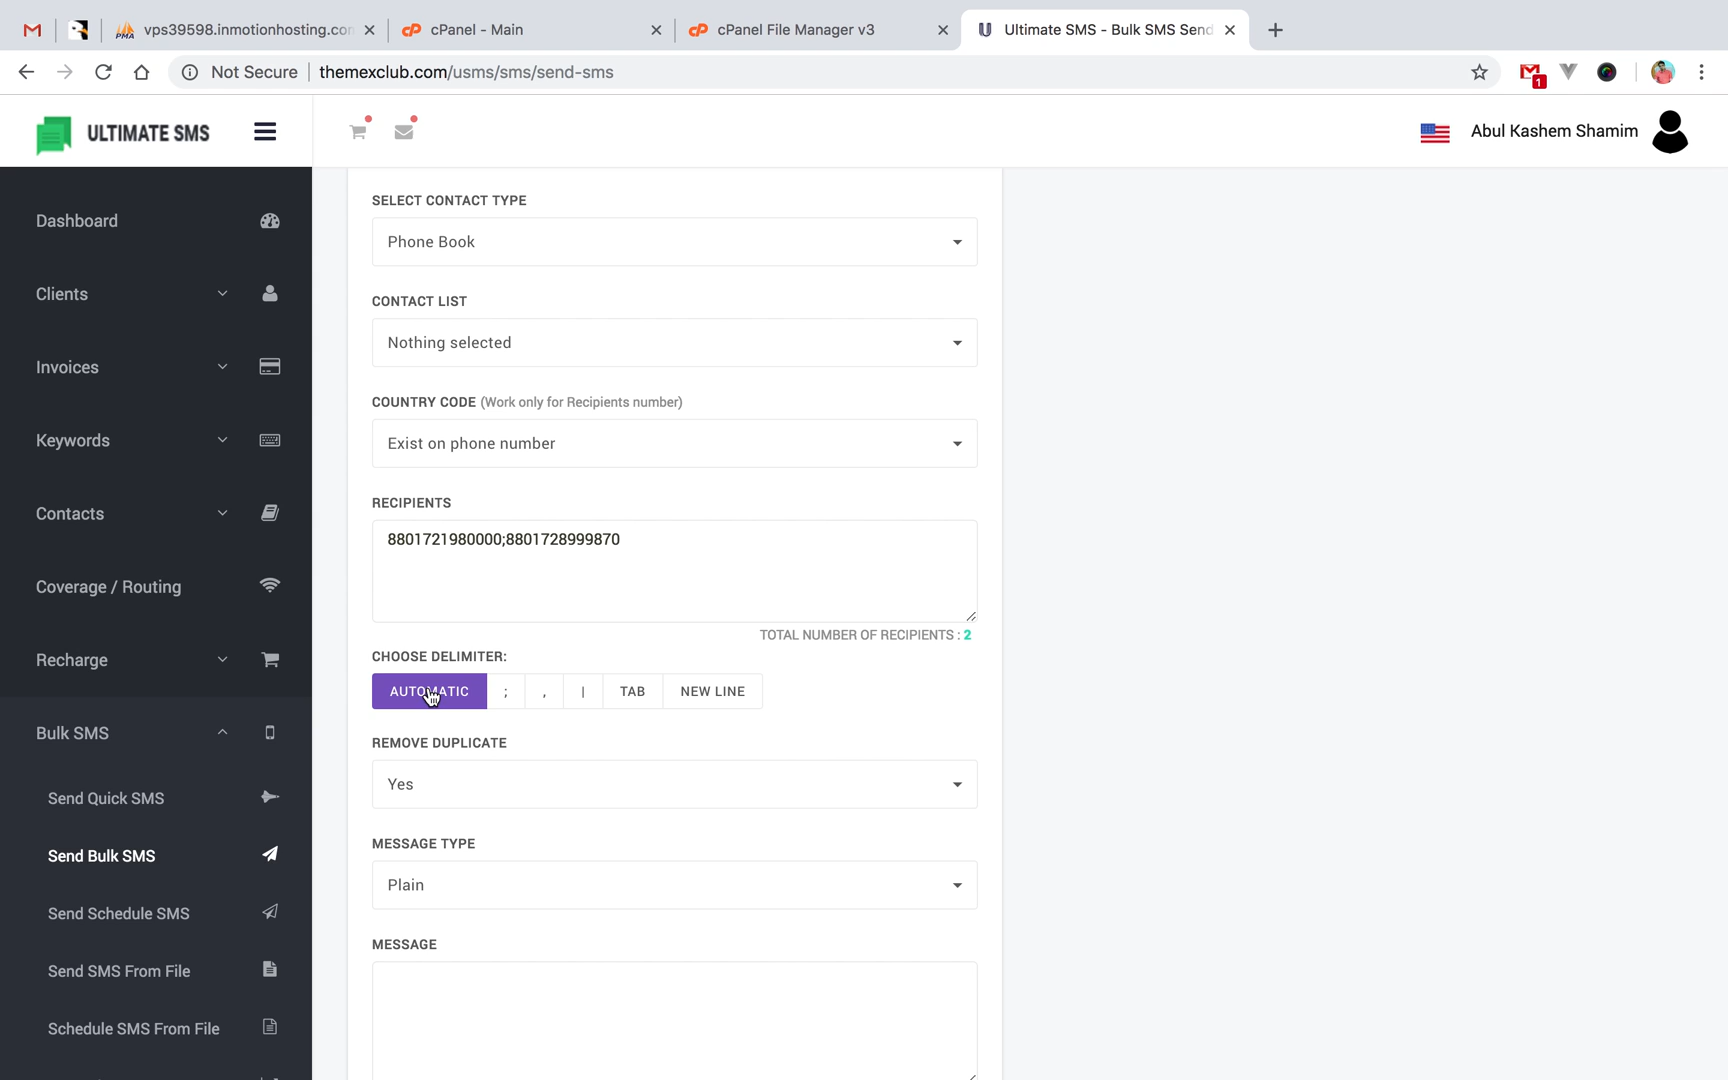 vps39598.inmotionhosting.con
cPanel - Main
cPanel File Manager v3
Ultimate SMS - Bulk SMS Send
Not Secure
themexclub.com/usms/sms/send-sms
1
ULTIMATE SMS
Abul Kashem Shamim
Dashboard
Clients
Invoices
Keywords
Contacts
Coverage / Routing
Recharge
Bulk SMS
Send Quick SMS
Send Bulk SMS
Send Schedule SMS
Send SMS From File
Schedule SMS From File
SELECT CONTACT TYPE
Phone Book
CONTACT LIST
Nothing selected
COUNTRY CODE (Work only for Recipients number)
Exist on phone number
RECIPIENTS
8801721980000;8801728999870
TOTAL NUMBER OF RECIPIENTS : 2
CHOOSE DELIMITER:
AUTOMATIC ; , | TAB NEW LINE
REMOVE DUPLICATE
Yes
MESSAGE TYPE
Plain
MESSAGE